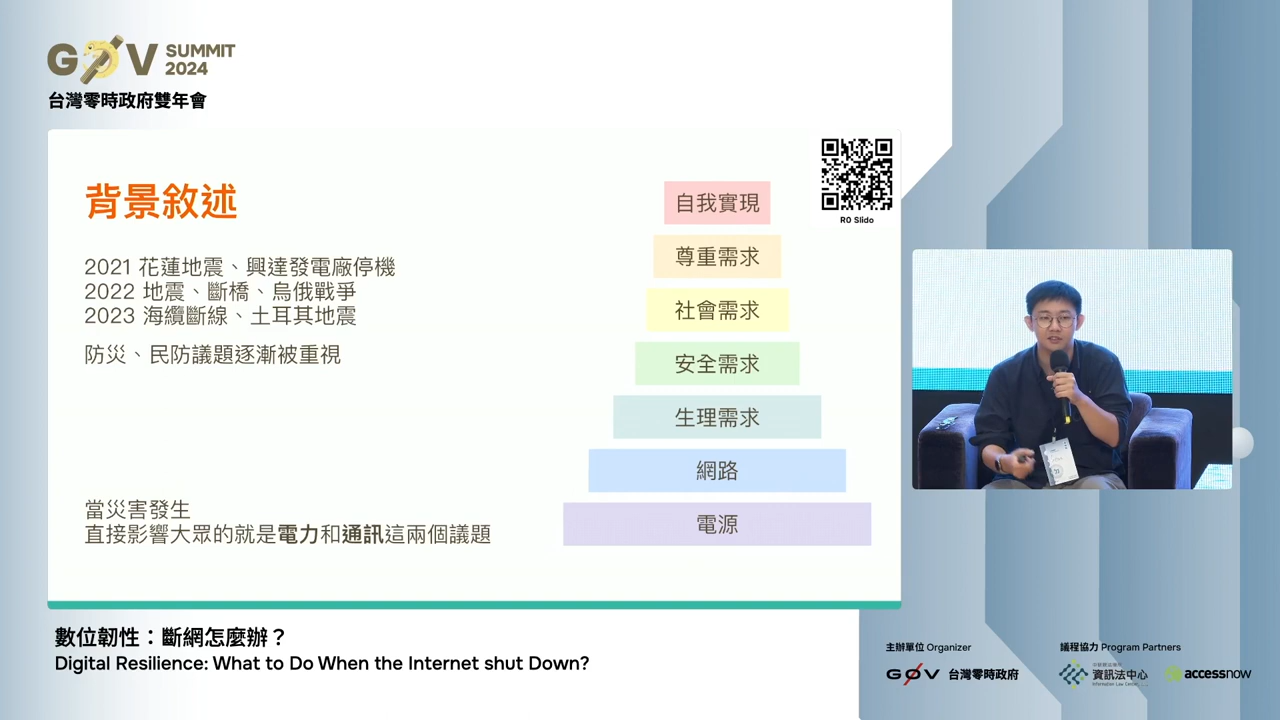 G0V SUMMIT 2024
台灣零時政府雙年會
背景敘述
2021 花蓮地震、興達發電廠停機
2022 地震、斷橋、烏俄戰爭
2023 海纜斷線、土耳其地震
防災、民防議題逐漸被重視
當災害發生
直接影響大眾的就是電力和通訊這兩個議題
自我實現
尊重需求
社會需求
安全需求
生理需求
網路
電源
R0 Slido
數位韌性：斷網怎麼辦？
Digital Resilience: What to Do When the Internet shut Down?
主辦單位 Organizer
G0V 台灣零時政府
議程協力 Program Partners
資訊法中心
Information Law Center
accessnow